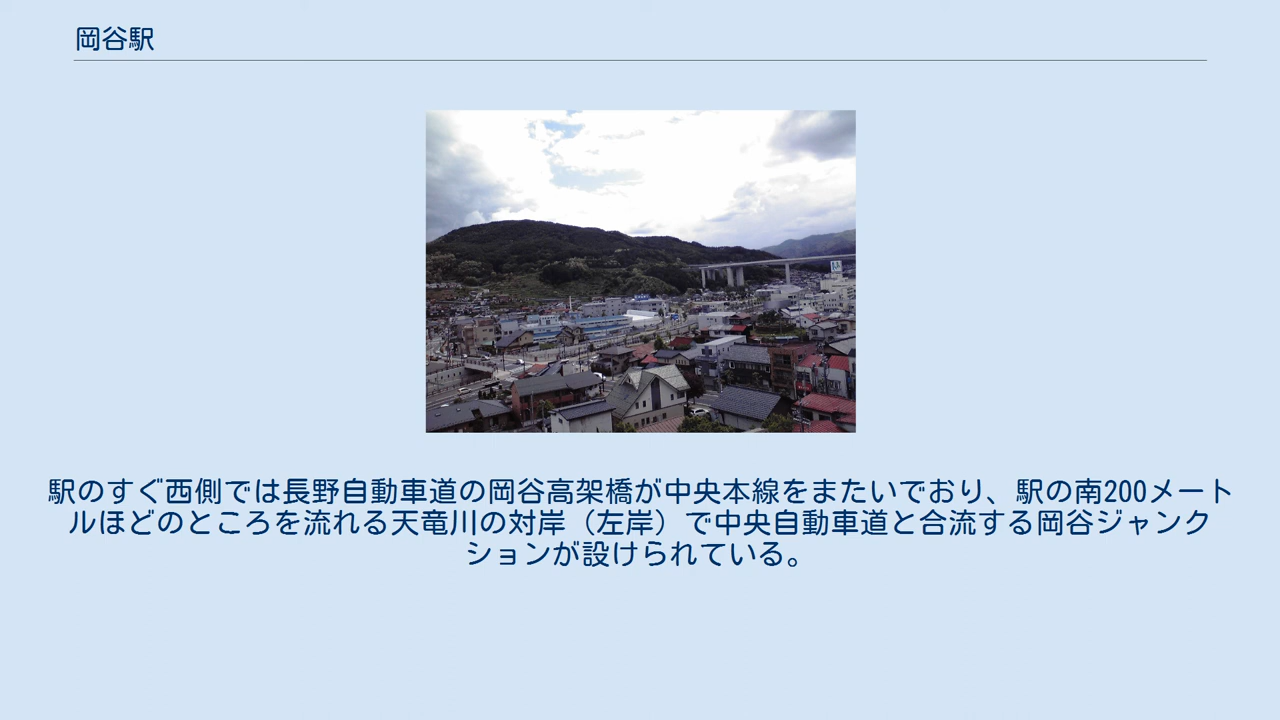 岡谷駅
駅のすぐ西側では長野自動車道の岡谷高架橋が中央本線をまたいでおり、駅の南200メート
ルほどのところを流れる天竜川の対岸（左岸）で中央自動車道と合流する岡谷ジャンク
ションが設けられている。